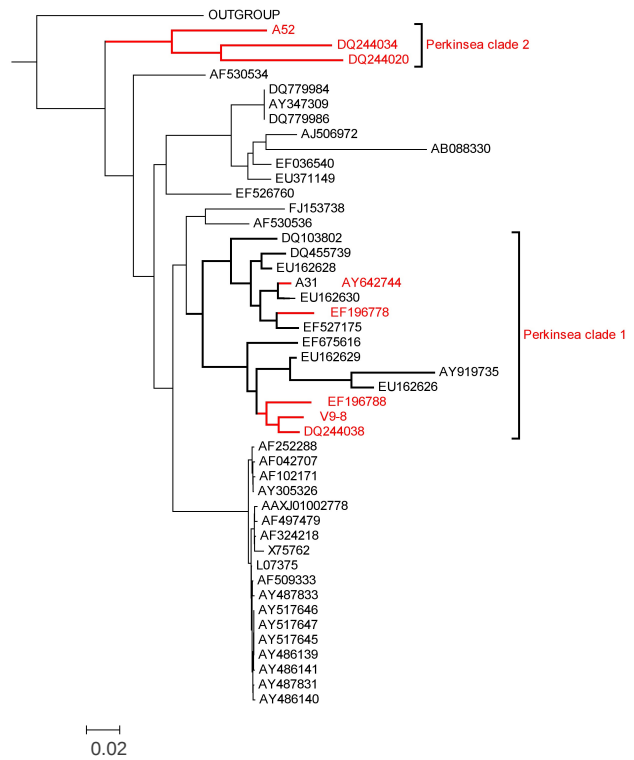 OUTGROUP
A52
DQ244034
Perkinsea clade 2
DQ244020
AF530534
DQ779984
AY347309
DQ779986
AJ506972
AB088330
EF036540
EU371149
EF526760
FJ153738
AF530536
DQ103802
DQ455739
EU162628
A31 AY642744
EU162630
EF196778
EF527175
Perkinsea clade 1
EF675616
EU162629
AY919735
EU162626
EF196788
V9-8
DQ244038
AF252288
AF042707
AF102171
AY305326
AAXJ01002778
AF497479
AF324218
X75762
L07375
AF509333
AY487833
AY517646
AY517647
AY517645
AY486139
AY486141
AY487831
AY486140
0.02